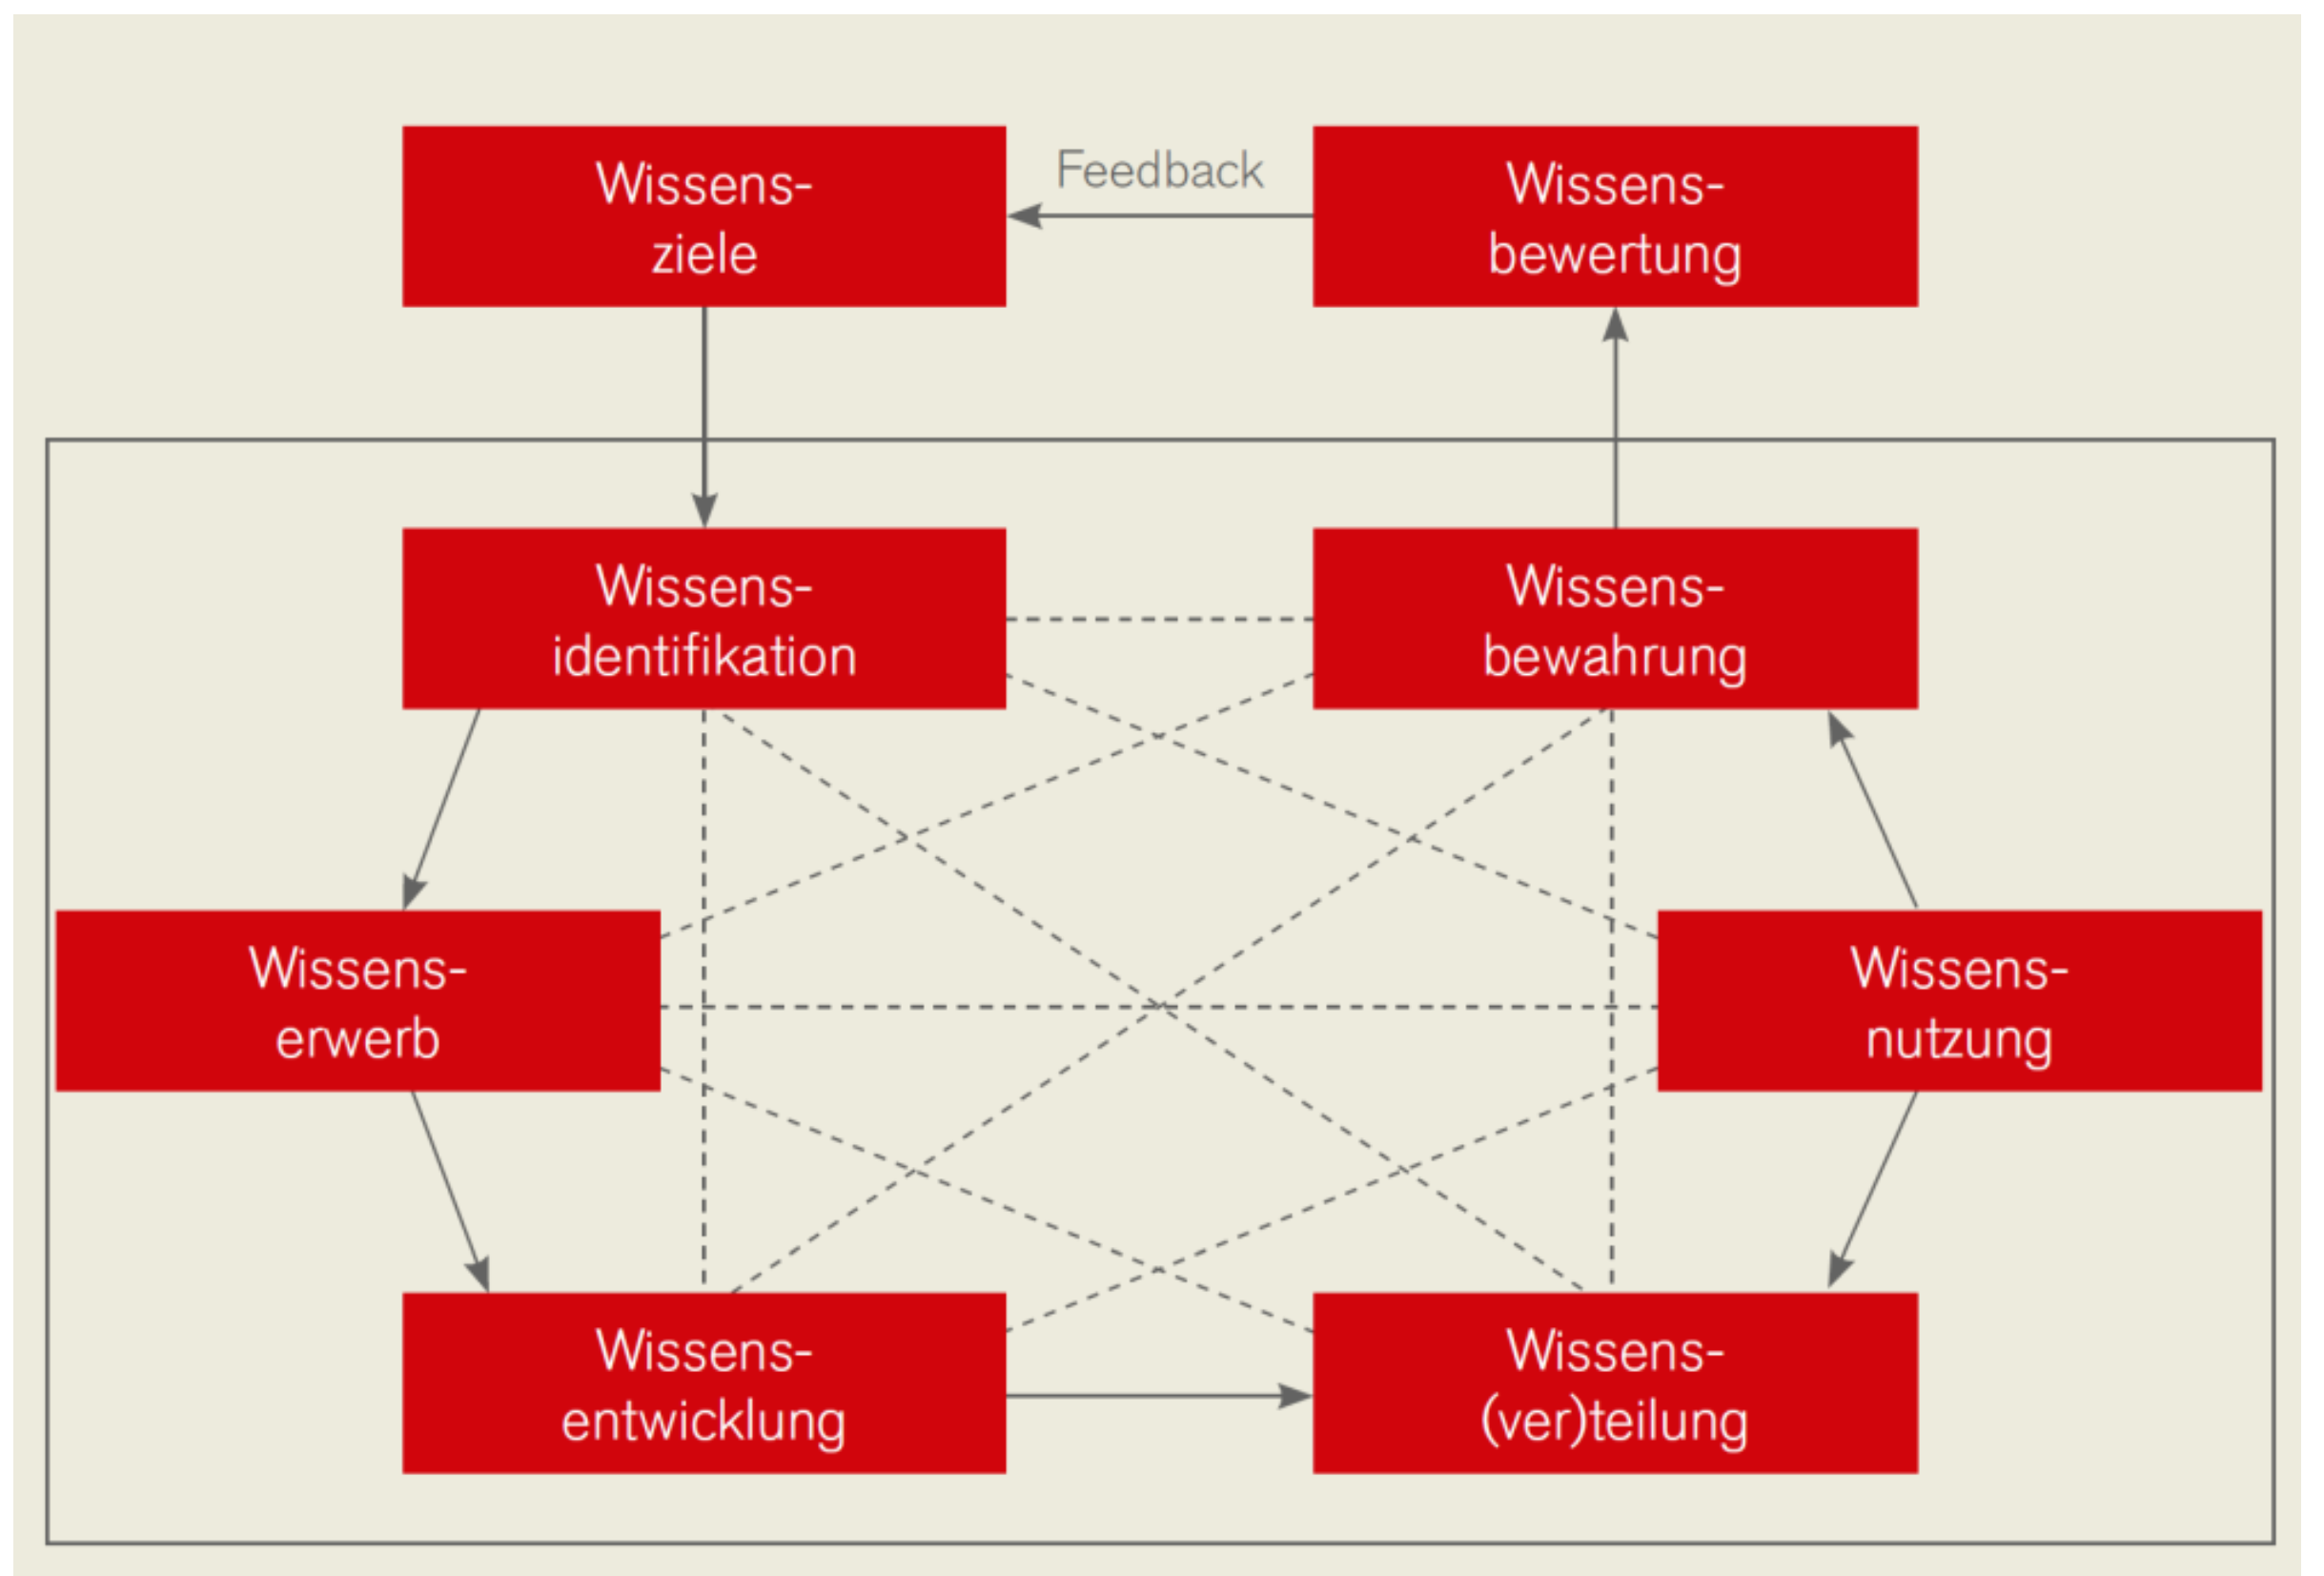 Wissens-
ziele
Feedback
Wissens-
bewertung
Wissens-
identifikation
Wissens-
bewahrung
Wissens-
erwerb
Wissens-
nutzung
Wissens-
entwicklung
Wissens-
(ver)teilung